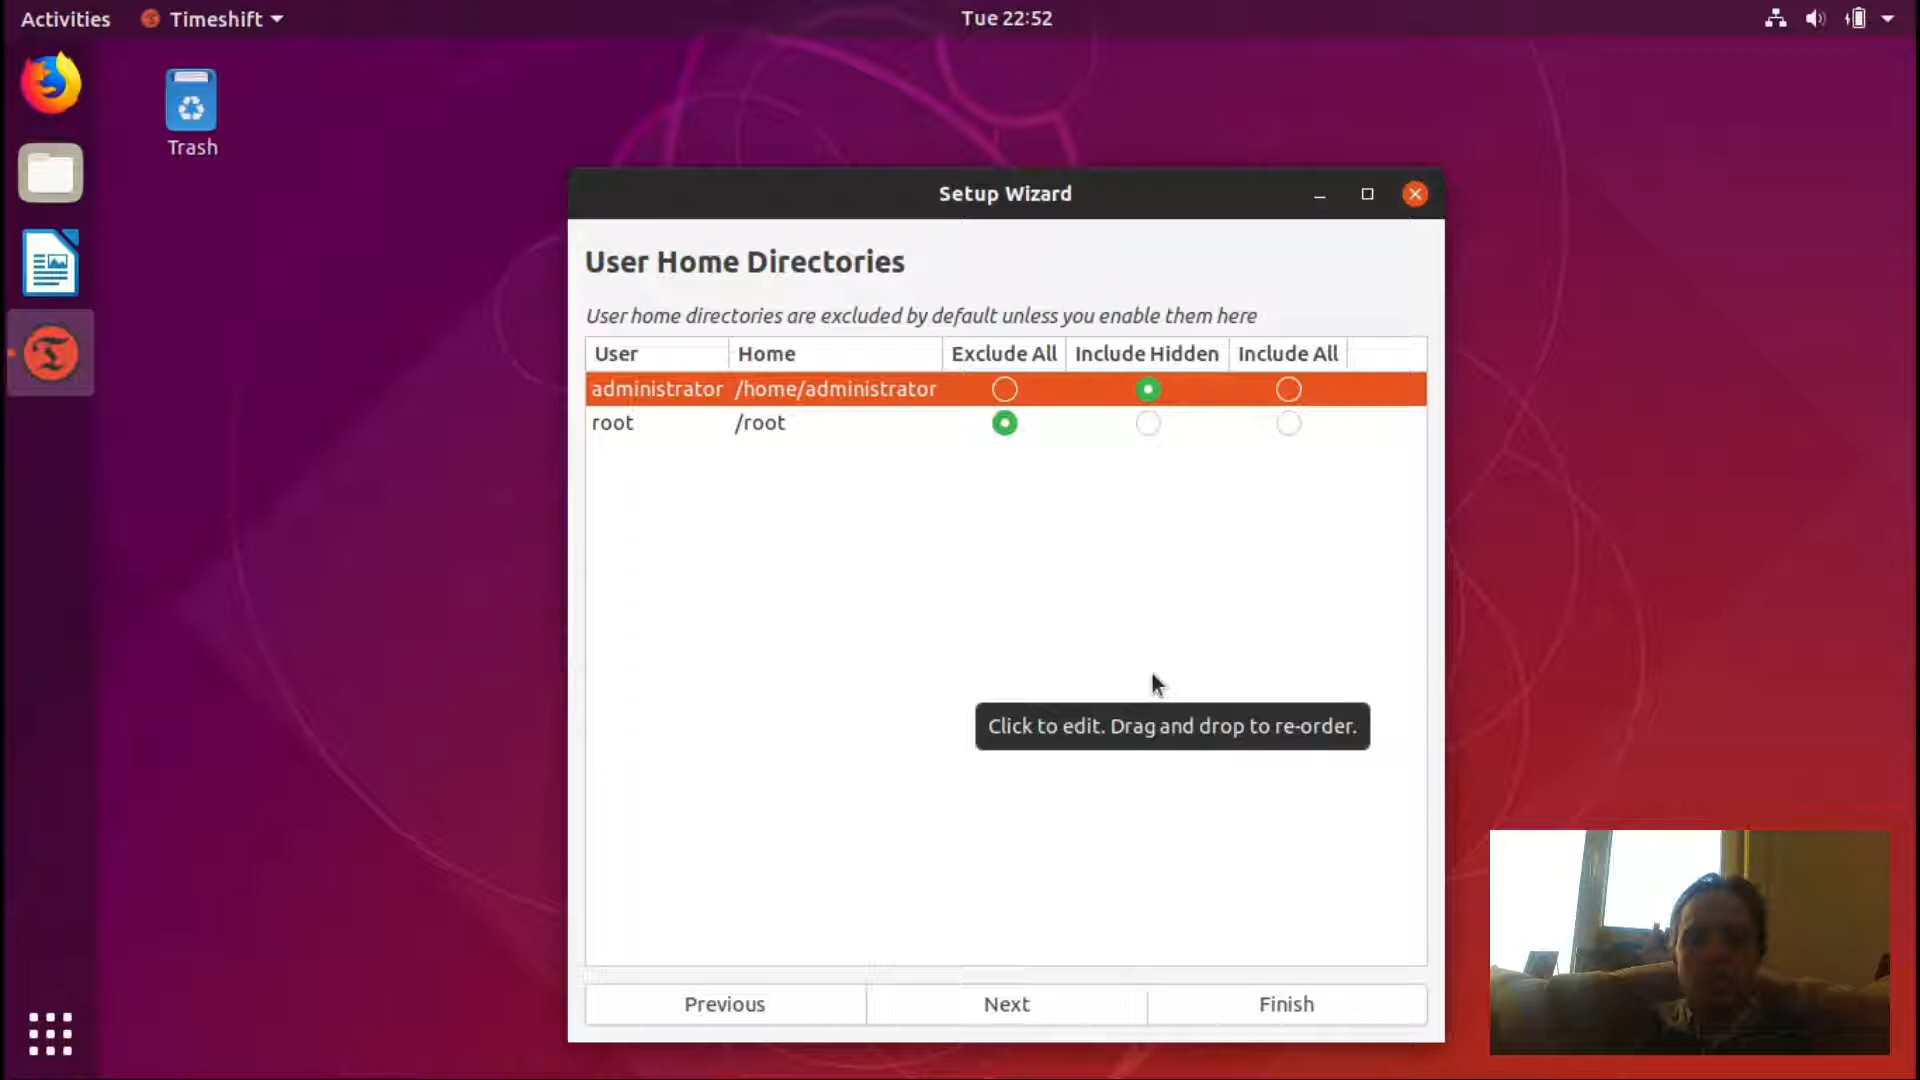 Activities
Timeshift
Tue 22:52
Trash
Setup Wizard
User Home Directories
User home directories are excluded by default unless you enable them here
User Home Exclude All Include Hidden Include All
administrator /home/administrator
root /root
Click to edit. Drag and drop to re-order.
Previous Next Finish